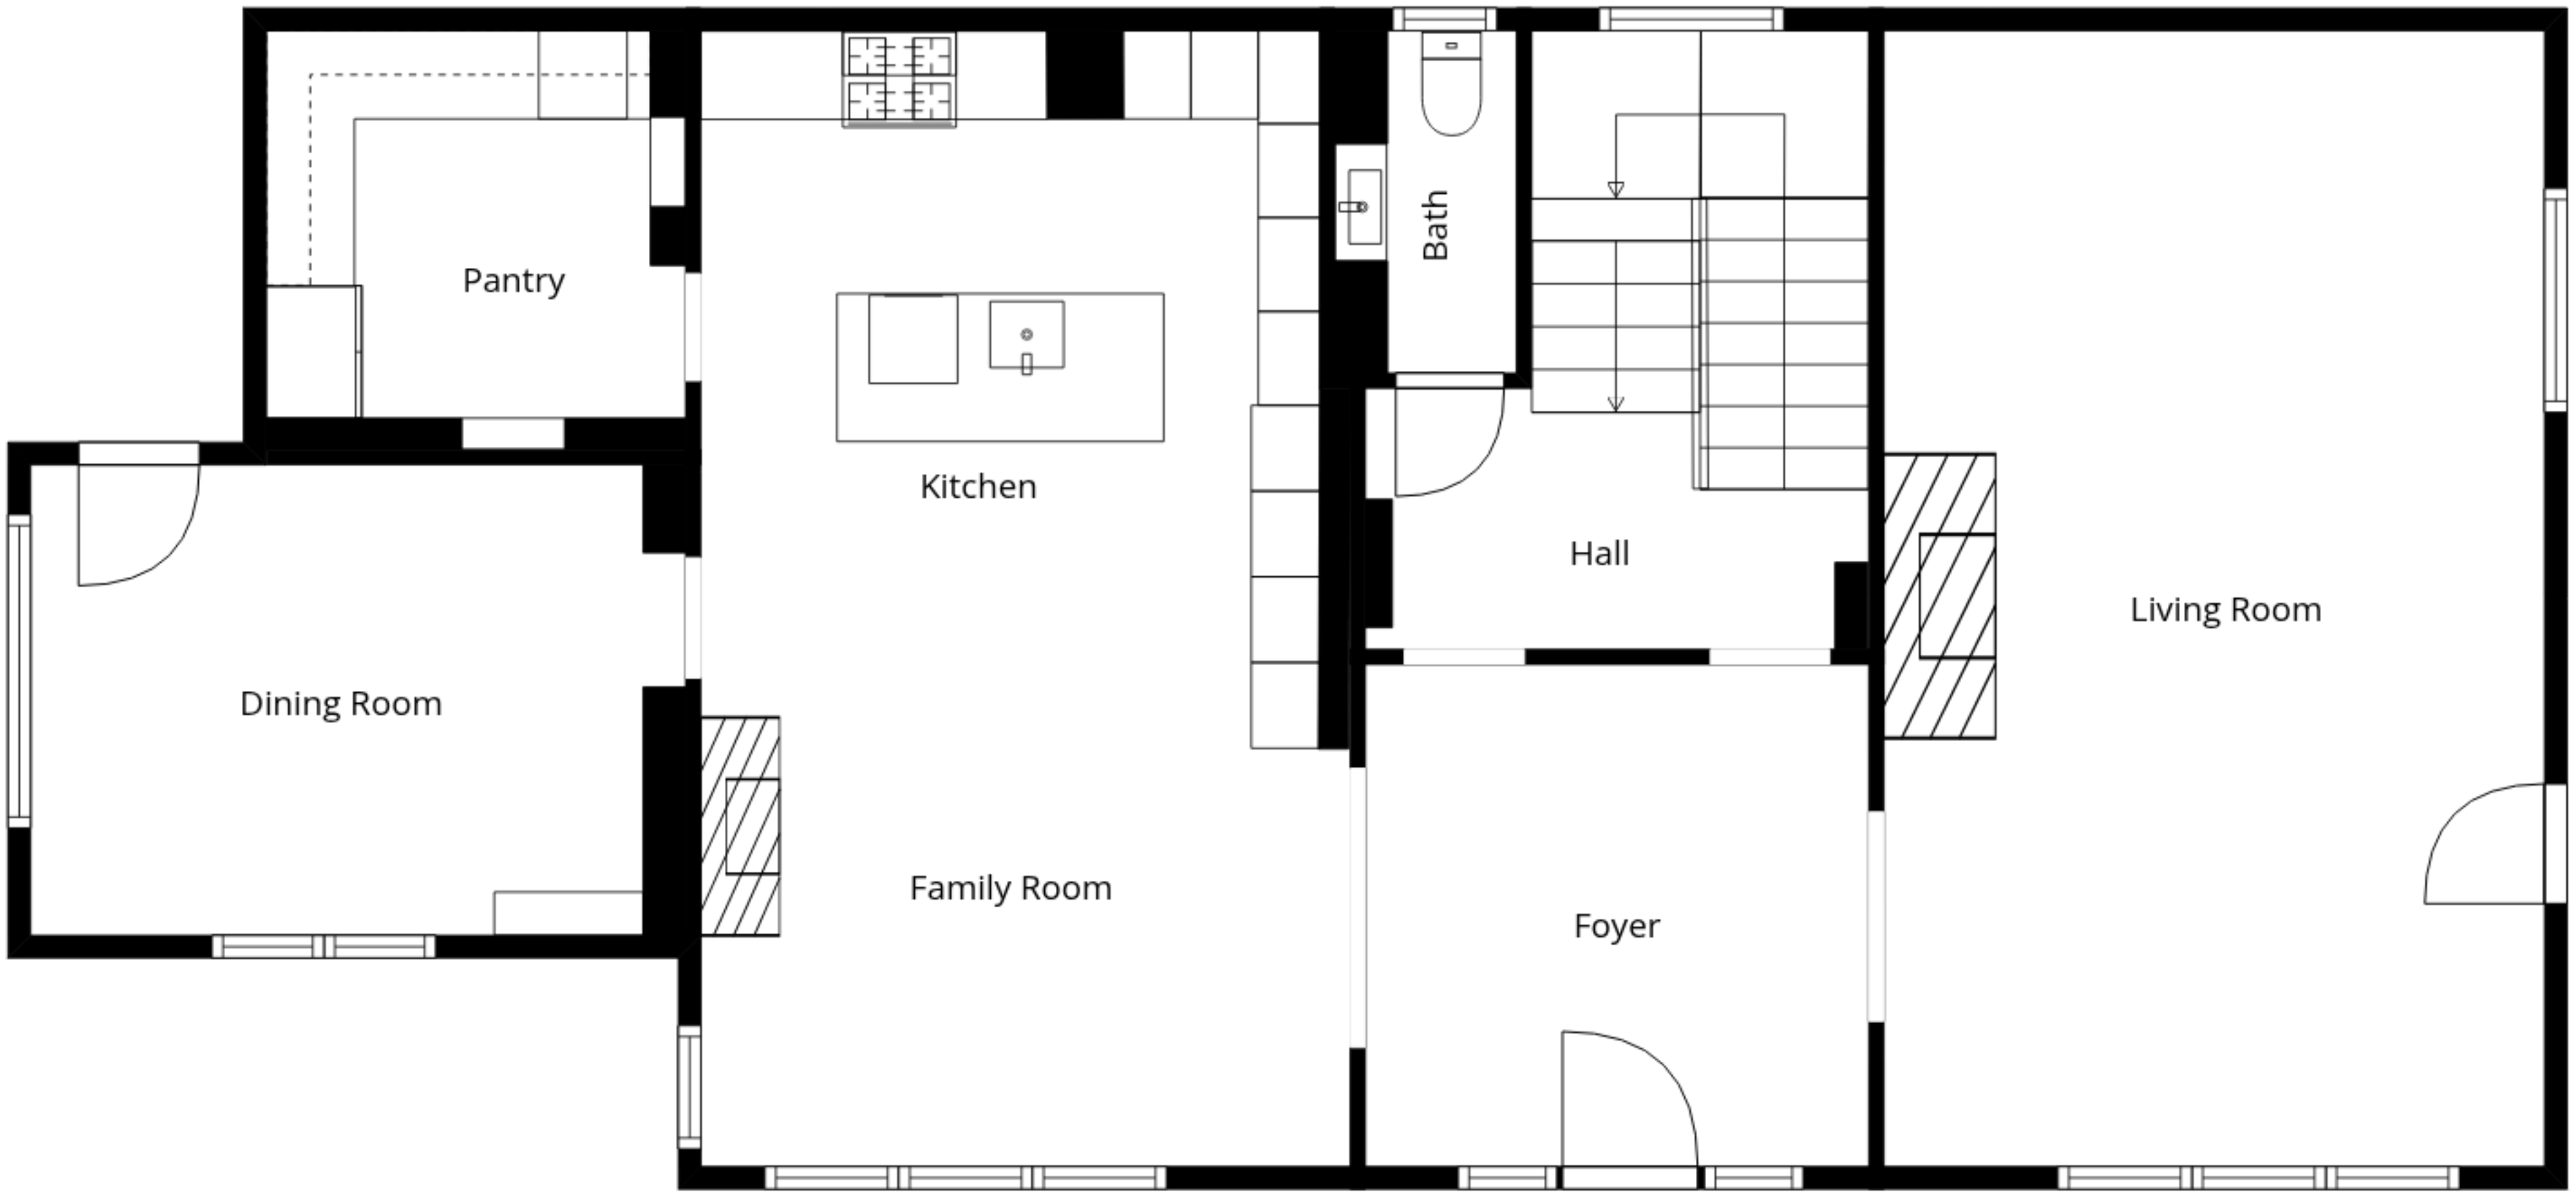 Bath
Pantry
Kitchen
Hall
Living Room
Dining Room
Family Room
Foyer